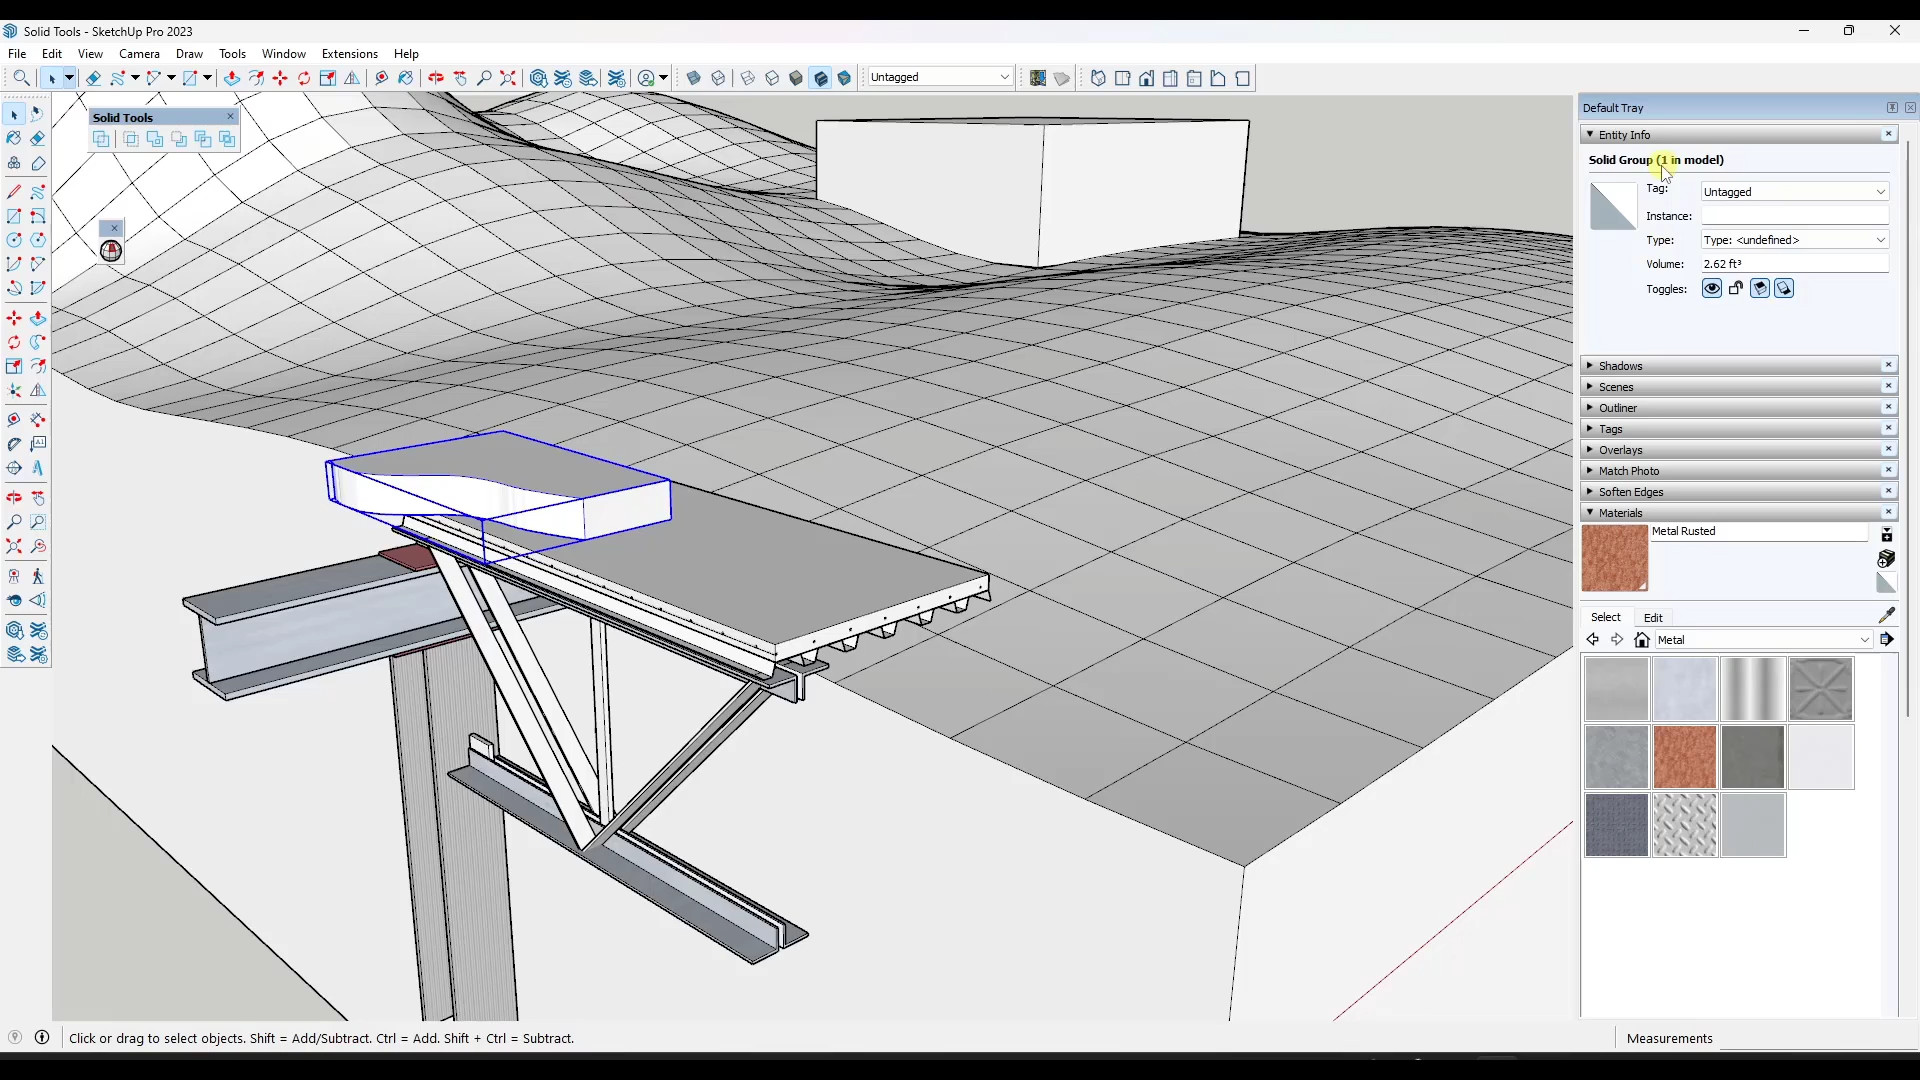 Solid Tools - SketchUp Pro 2023
File Edit View Camera Draw Tools Window Extensions Help
Untagged
Solid Tools
Default Tray
Entity Info
Solid Group (1 in model)
Tag: Untagged
Instance:
Type: Type: <undefined>
Volume: 2.62 ft³
Toggles:
Shadows
Scenes
Outliner
Tags
Overlays
Match Photo
Soften Edges
Materials
Metal Rusted
Select Edit
Metal
Click or drag to select objects. Shift = Add/Subtract. Ctrl = Add. Shift + Ctrl = Subtract.
Measurements